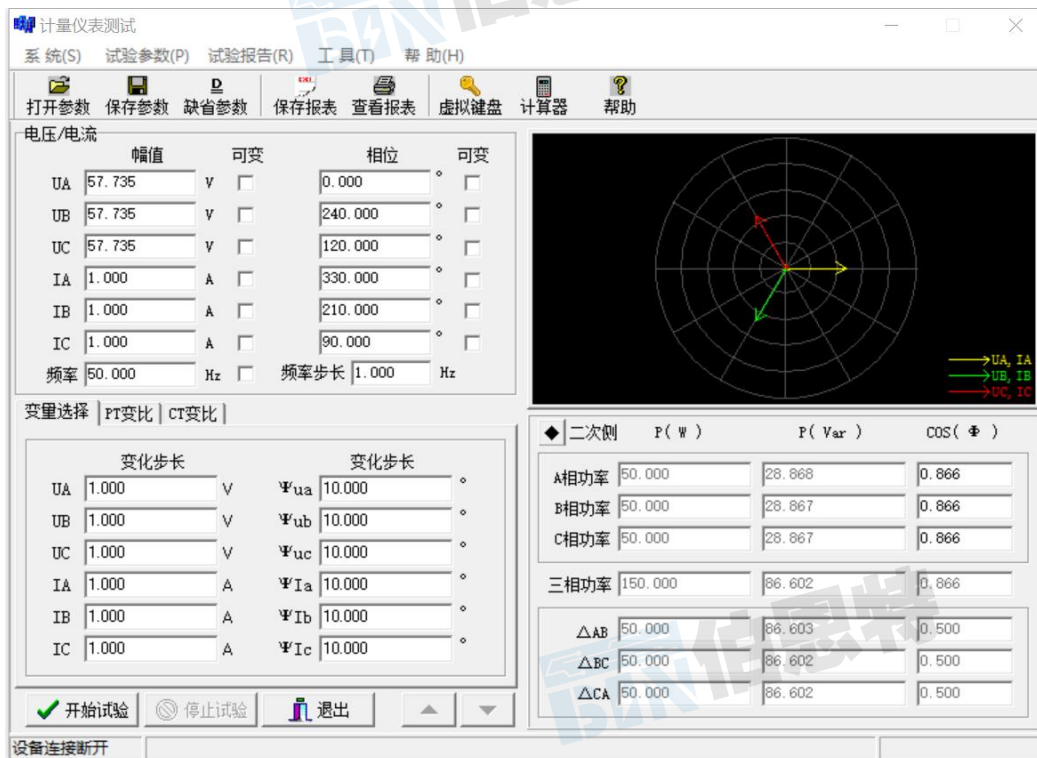 BEN 伯恩特
计量仪表测试
系 统(S) 试验参数(P) 试验报告(R) 工 具(T) 帮 助(H)
打开参数 保存参数 缺省参数 保存报表 查看报表 虚拟键盘 计算器 帮助
电压/电流
幅值 可变 相位 可变
UA 57.735 V 0.000 °
UB 57.735 V 240.000 °
UC 57.735 V 120.000 °
IA 1.000 A 330.000 °
IB 1.000 A 210.000 °
IC 1.000 A 90.000 °
频率 50.000 Hz 频率步长 1.000 Hz
UA, IA
UB, IB
UC, IC
变量选择 PT变比 CT变比
变化步长 变化步长
UA 1.000 V Ψua 10.000 °
UB 1.000 V Ψub 10.000 °
UC 1.000 V Ψuc 10.000 °
IA 1.000 A ΨIa 10.000 °
IB 1.000 A ΨIb 10.000 °
IC 1.000 A ΨIc 10.000 °
二次侧 P( W ) P( Var ) COS( Φ )
A相功率 50.000 28.868 0.866
B相功率 50.000 28.867 0.866
C相功率 50.000 28.867 0.866
三相功率 150.000 86.602 0.866
△AB 50.000 86.603 0.500
△BC 50.000 86.602 0.500
△CA 50.000 86.602 0.500
BEN 伯恩特
开始试验 停止试验 退出
设备连接断开